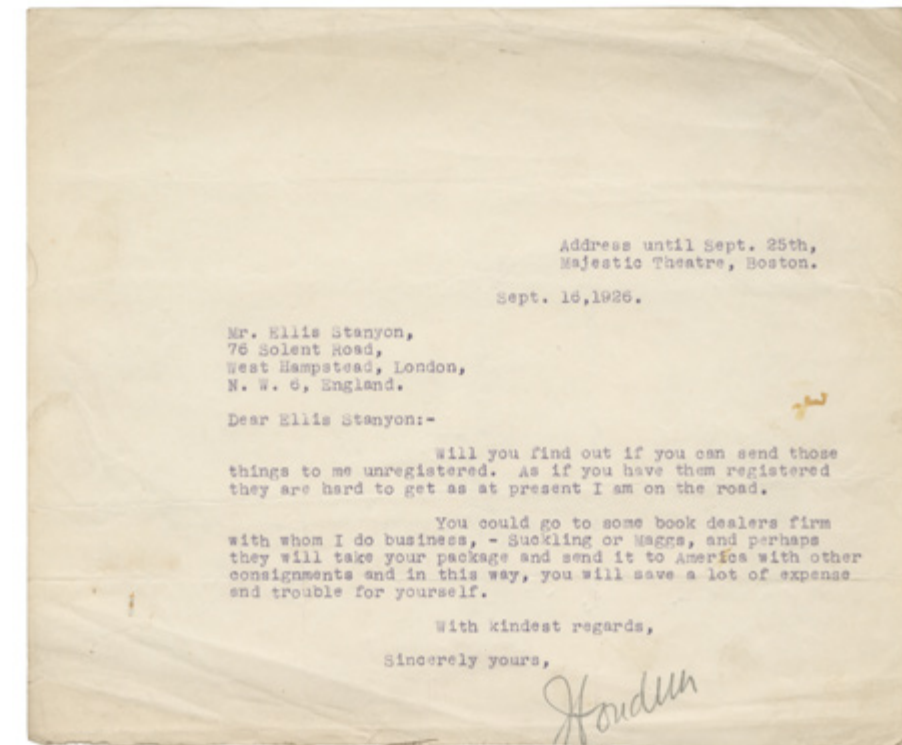 Address until Sept. 25th,
Majestic Theatre, Boston.
Sept. 16,1926.
Mr. Ellis Stanyon,
76 Solent Road,
West Hampstead, London,
N. W. 6, England.
Dear Ellis Stanyon:-
Will you find out if you can send those
things to me unregistered. As if you have them registered
they are hard to get as at present I am on the road.
You could go to some book dealers firm
with whom I do business, - Suckling or Maggs, and perhaps
they will take your package and send it to America with other
consignments and in this way, you will save a lot of expense
and trouble for yourself.
With kindest regards,
Sincerely yours,
Houdini